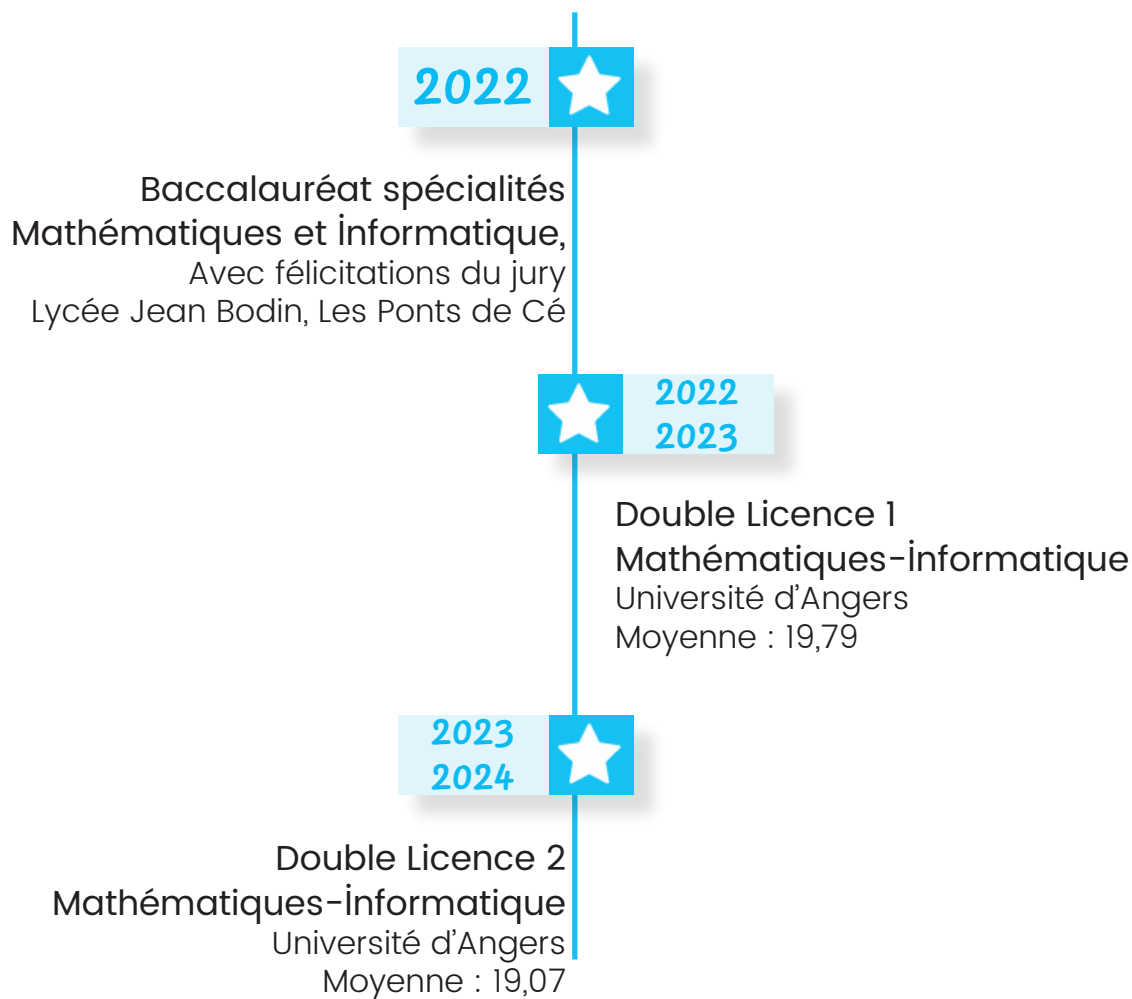 2022
Baccalauréat spécialités
Mathématiques et İnformatique,
Avec félicitations du jury
Lycée Jean Bodin, Les Ponts de Cé
2022
2023
Double Licence 1
Mathématiques-İnformatique
Université d’Angers
Moyenne : 19,79
2023
2024
Double Licence 2
Mathématiques-İnformatique
Université d’Angers
Moyenne : 19,07